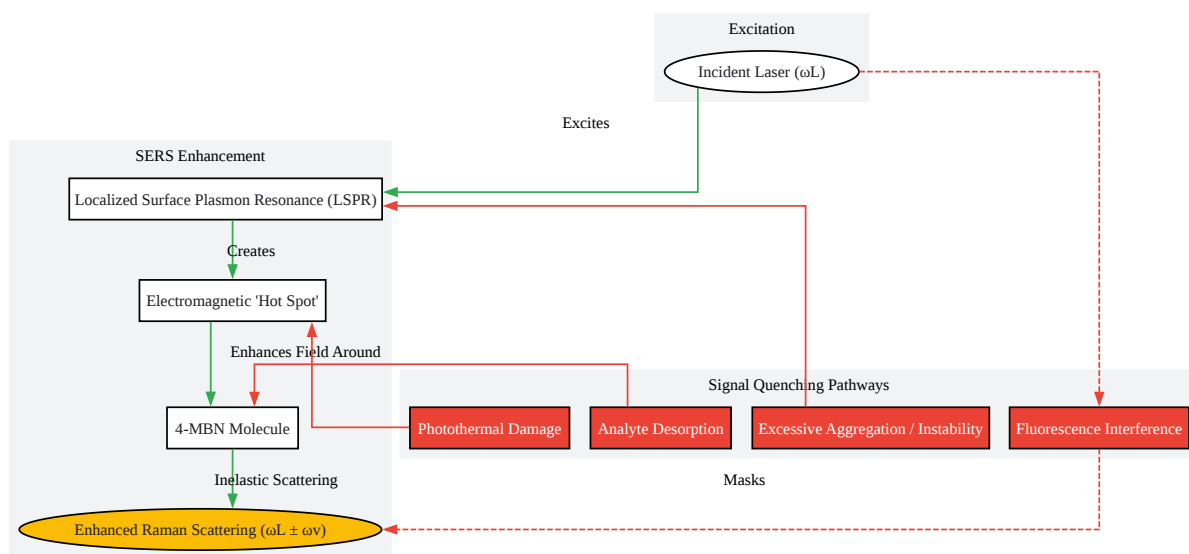 Excitation
Incident Laser (ωL)
Excites
SERS Enhancement
Localized Surface Plasmon Resonance (LSPR)
Creates
Electromagnetic 'Hot Spot'
Enhances Field Around
Signal Quenching Pathways
4-MBN Molecule
Photothermal Damage
Analyte Desorption
Excessive Aggregation / Instability
Fluorescence Interference
Inelastic Scattering
Masks
Enhanced Raman Scattering (ωL ± ωv)